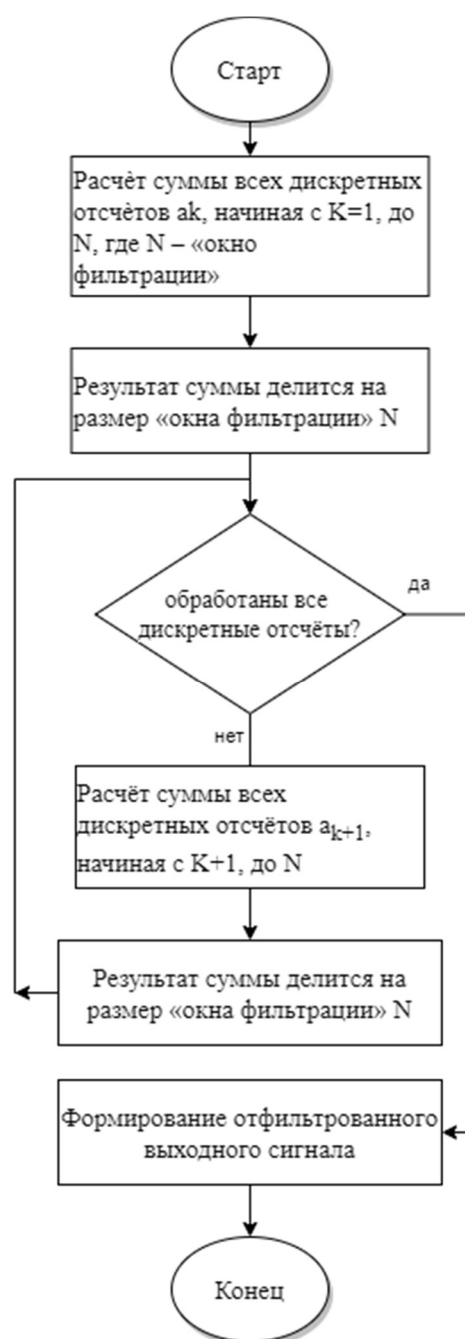 Старт
Расчёт суммы всех дискретных
отсчётов ak, начиная с K=1, до
N, где N – «окно
фильтрации»
Результат суммы делится на
размер «окна фильтрации» N
обработаны все
дискретные отсчёты?
да
нет
Расчёт суммы всех
дискретных отсчётов a_{k+1},
начиная с K+1, до N
Результат суммы делится на
размер «окна фильтрации» N
Формирование отфильтрованного
выходного сигнала
Конец